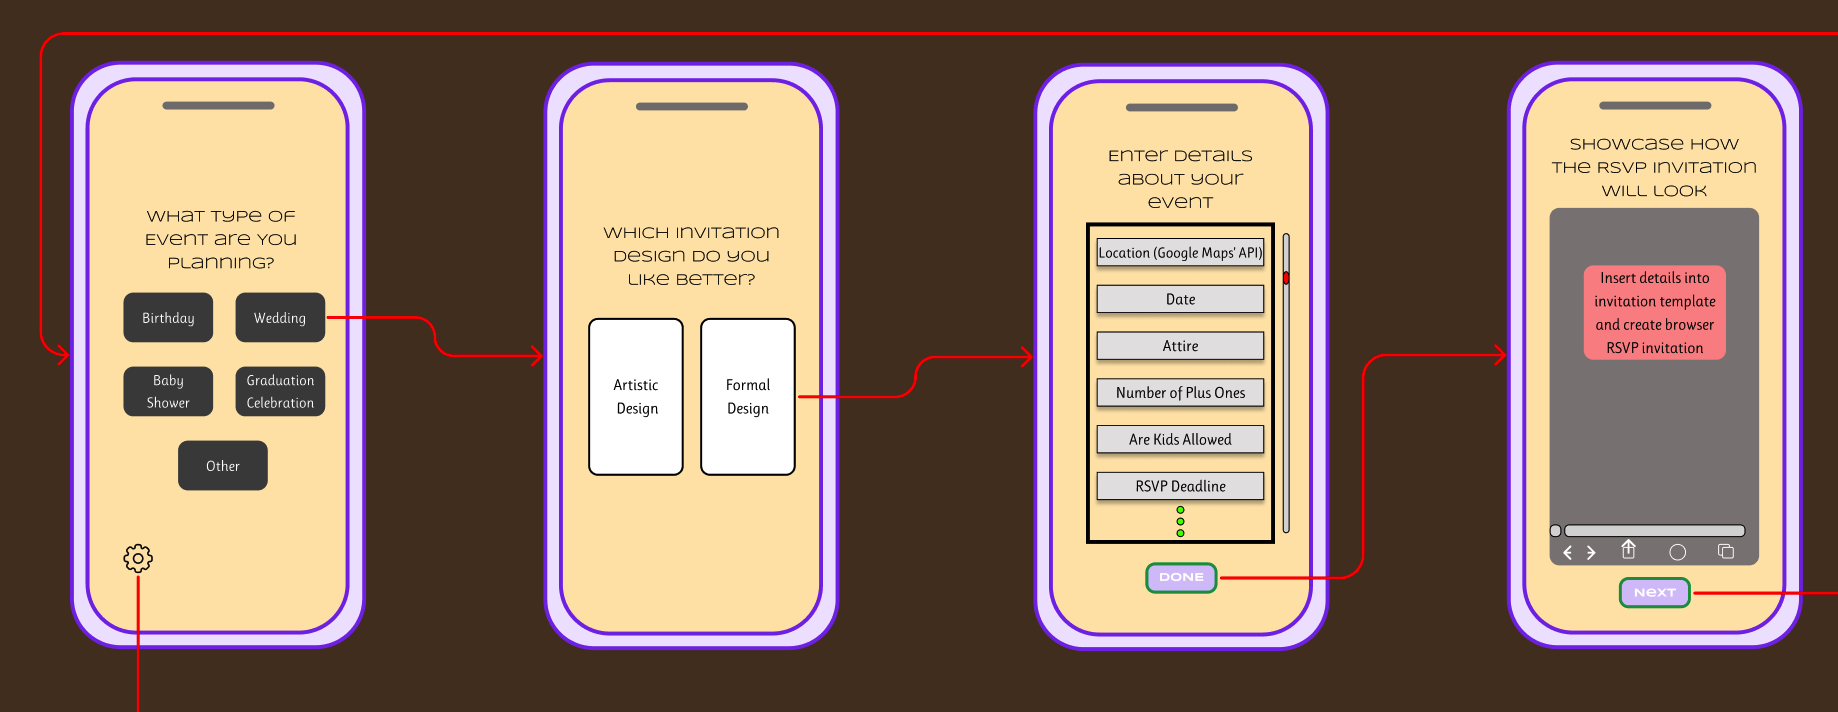 WHAT TYPE OF
EVENT ARE YOU
PLANNING?
Birthday
Wedding
Baby
Shower
Graduation
Celebration
Other
WHICH INVITATION
DESIGN DO YOU
LIKE BETTER?
Artistic
Design
Formal
Design
ENTER DETAILS
ABOUT YOUR
EVENT
Location (Google Maps' API)
Date
Attire
Number of Plus Ones
Are Kids Allowed
RSVP Deadline
DONE
SHOWCASE HOW
THE RSVP INVITATION
WILL LOOK
Insert details into
invitation template
and create browser
RSVP invitation
NEXT